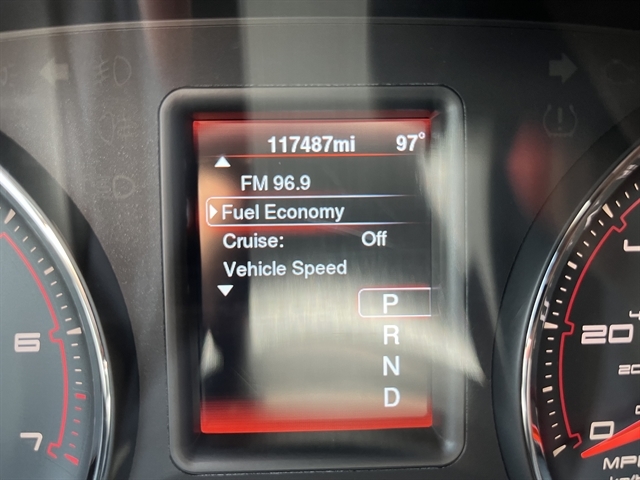 117487mi 97°
FM 96.9
Fuel Economy
Cruise: Off
Vehicle Speed
P
R
N
D
6
7
20
0